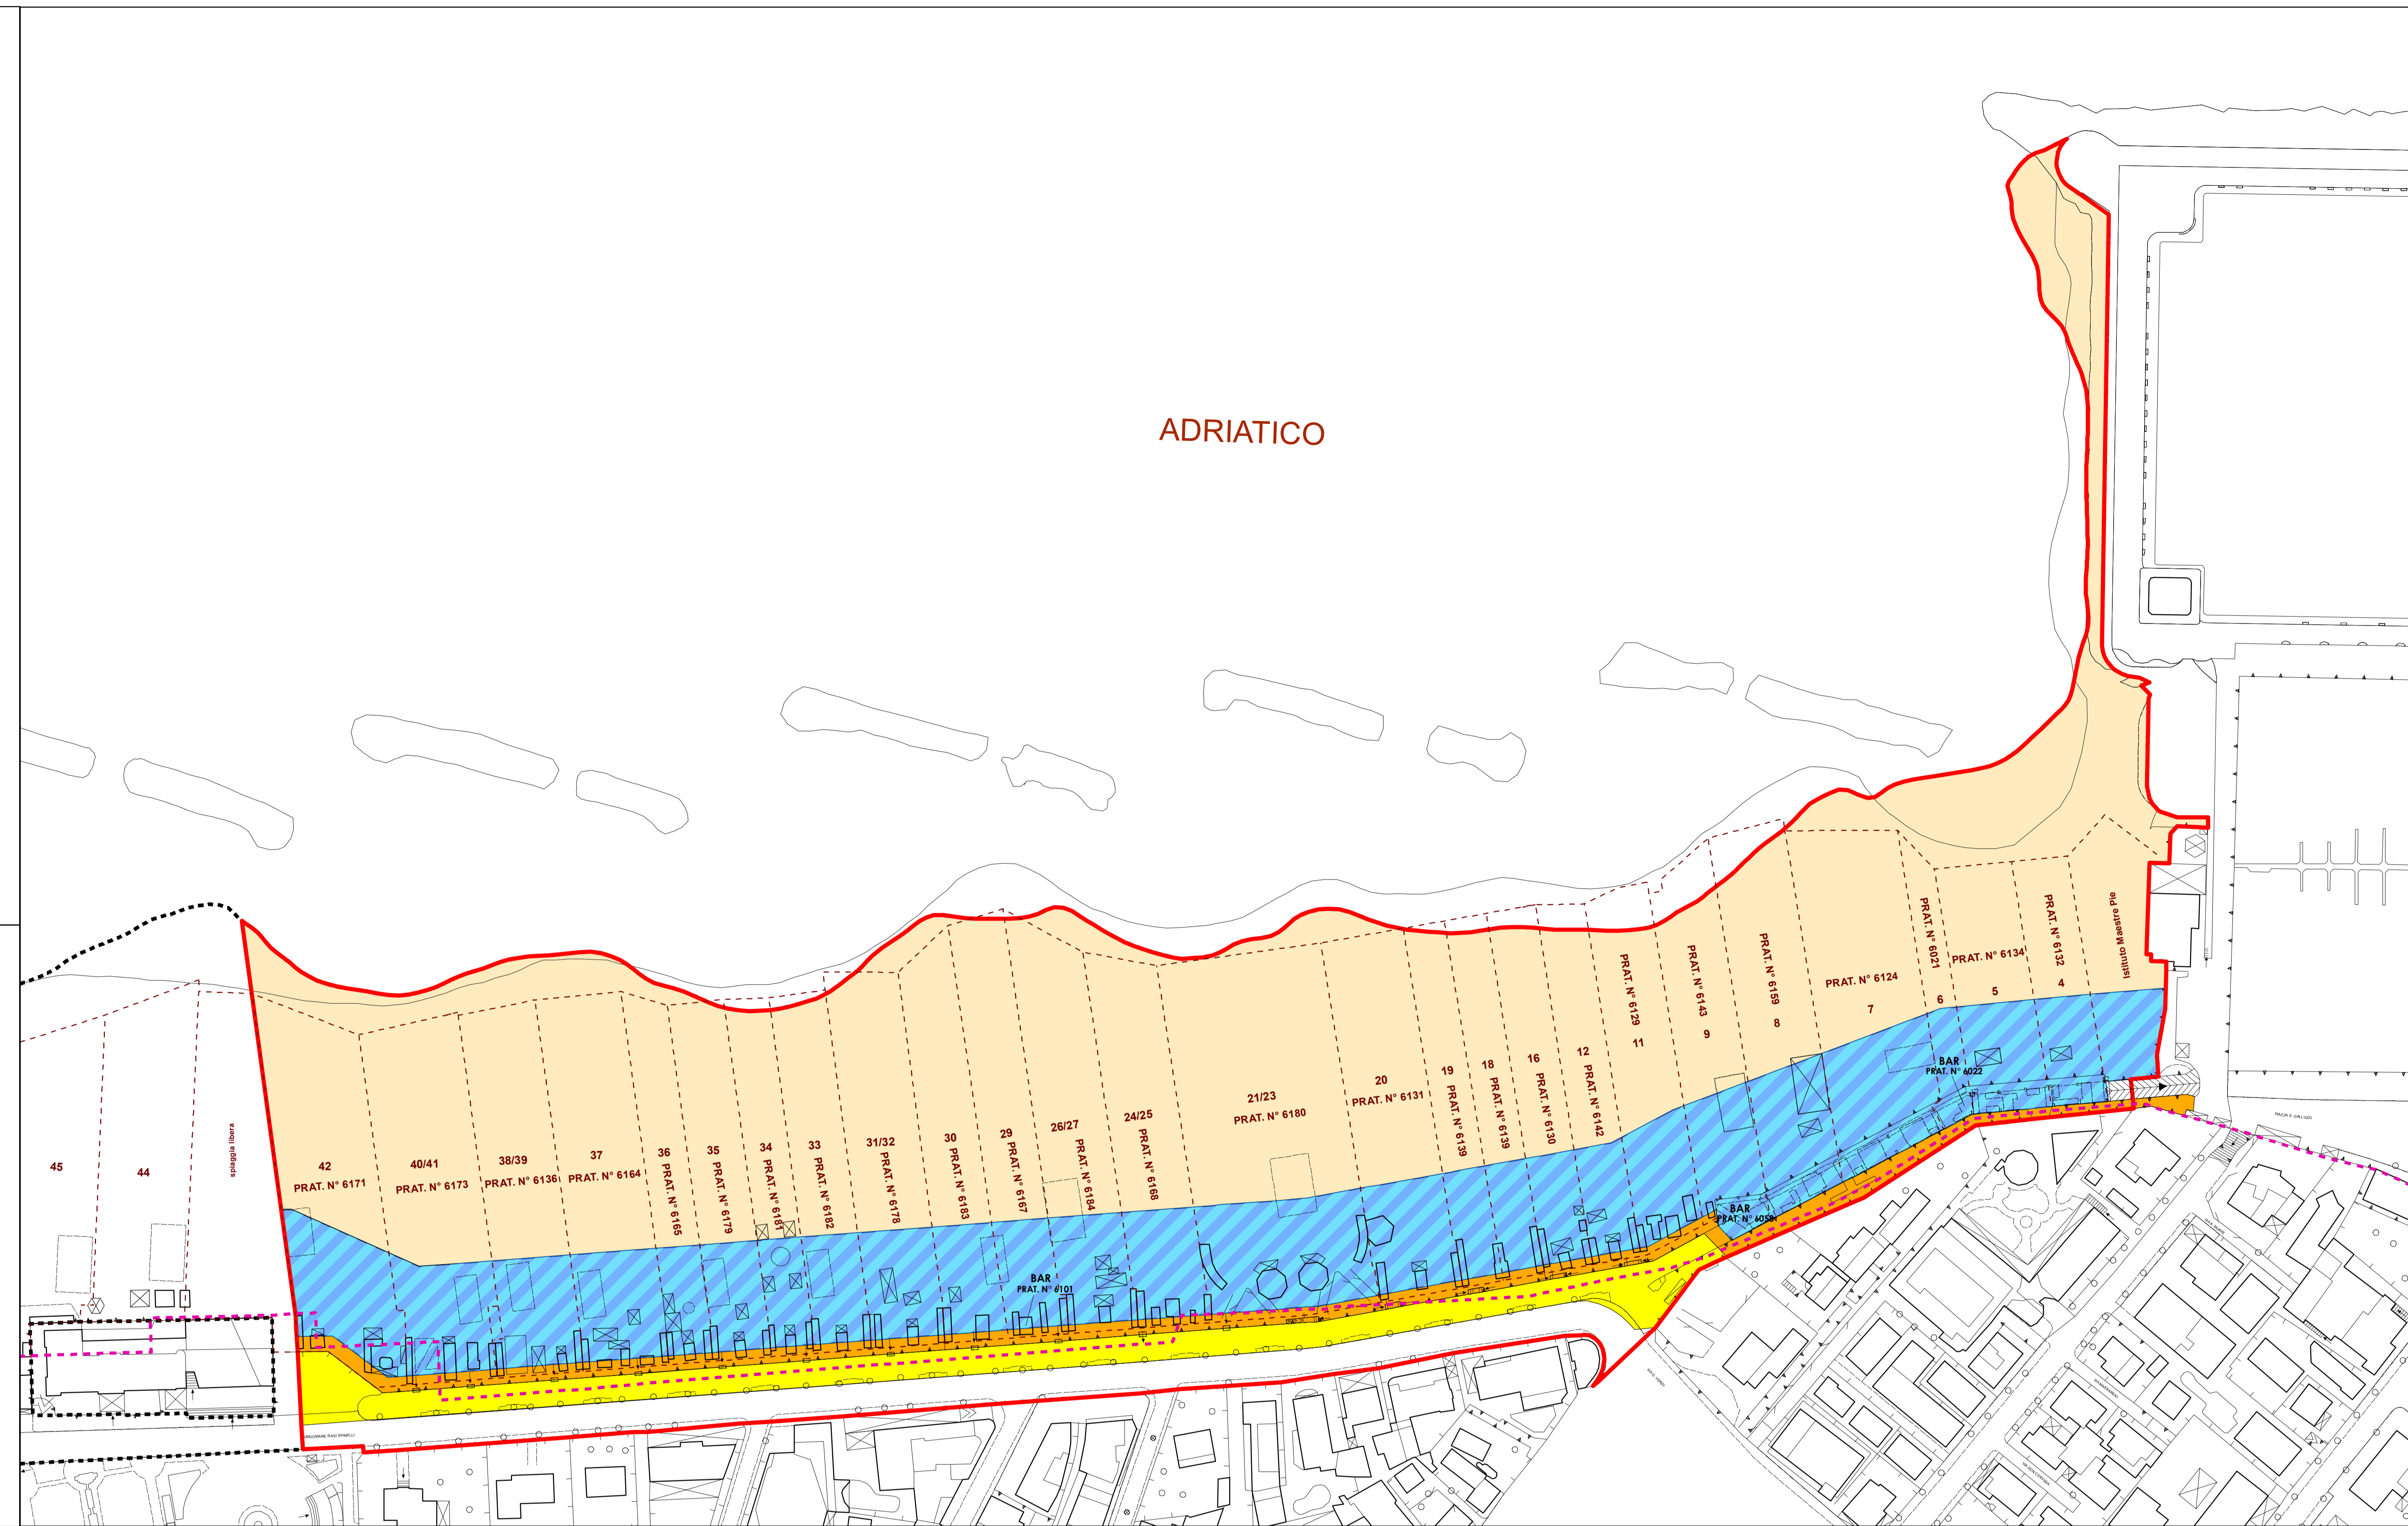 ADRIATICO
45
44
spiaggia libera
42
PRAT. N° 6171
40/41
PRAT. N° 6173
38/39
PRAT. N° 6136
37
PRAT. N° 6164
36
PRAT. N° 6165
35
PRAT. N° 6179
34
PRAT. N° 6181
33
PRAT. N° 6182
31/32
PRAT. N° 6178
30
PRAT. N° 6183
29
PRAT. N° 6167
26/27
PRAT. N° 6184
24/25
PRAT. N° 6168
21/23
PRAT. N° 6180
20
PRAT. N° 6131
19
PRAT. N° 6139
18
PRAT. N° 6139
16
PRAT. N° 6130
12
PRAT. N° 6142
PRAT. N° 6129
11
PRAT. N° 6143
9
PRAT. N° 6159
8
PRAT. N° 6124
7
PRAT. N° 6021
6
PRAT. N° 6134
5
PRAT. N° 6132
4
Istituto Maestre Pie
BAR
PRAT. N° 6101
BAR
PRAT. N° 6058
BAR
PRAT. N° 6022